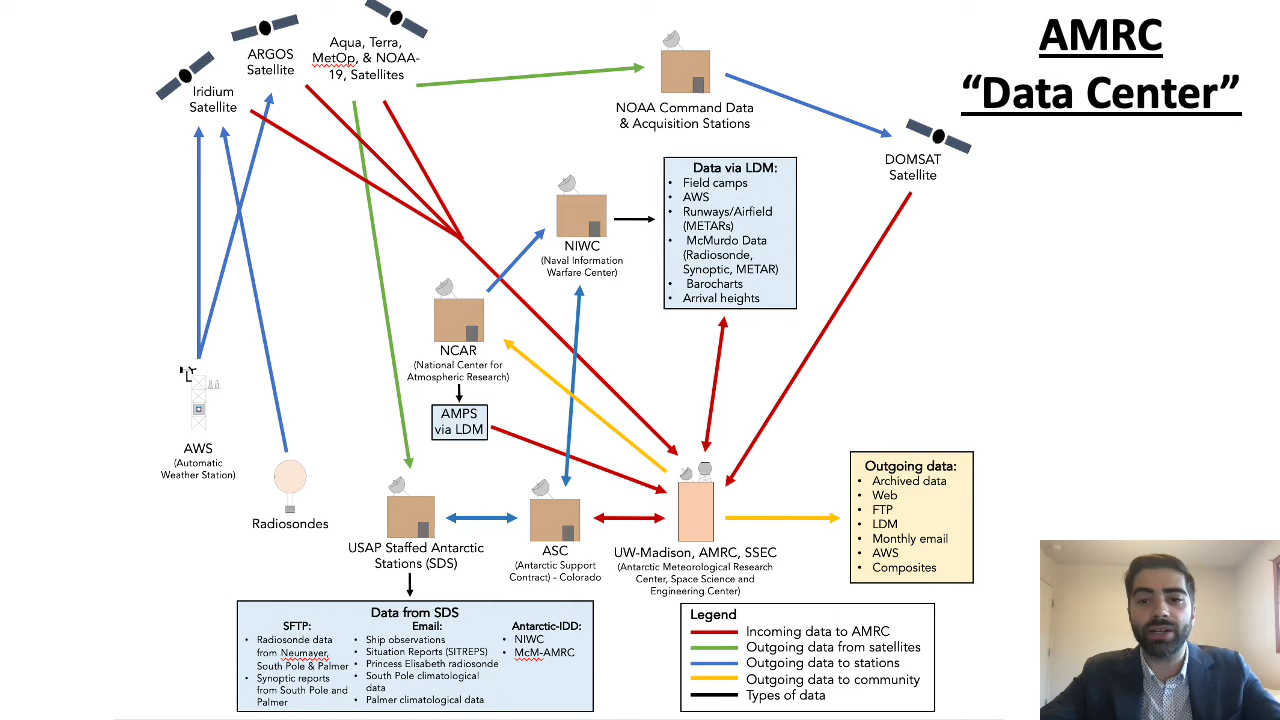 AMRC
“Data Center”
ARGOS
Satellite
Aqua, Terra,
MetOp, & NOAA-
19, Satellites
Iridium
Satellite
NOAA Command Data
& Acquisition Stations
DOMSAT
Satellite
Data via LDM:
• Field camps
• AWS
• Runways/Airfield
(METARs)
• McMurdo Data
(Radiosonde,
Synoptic, METAR)
• Barocharts
• Arrival heights
NIWC
(Naval Information
Warfare Center)
NCAR
(National Center for
Atmospheric Research)
AMPS
via LDM
AWS
(Automatic
Weather Station)
Radiosondes
USAP Staffed Antarctic
Stations (SDS)
ASC
(Antarctic Support
Contract) - Colorado
UW-Madison, AMRC, SSEC
(Antarctic Meteorological Research
Center, Space Science and
Engineering Center)
Outgoing data:
• Archived data
• Web
• FTP
• LDM
• Monthly email
• AWS
• Composites
Data from SDS
SFTP:
• Radiosonde data
from Neumayer,
South Pole & Palmer
• Synoptic reports
from South Pole and
Palmer
Email:
• Ship observations
• Situation Reports (SITREPS)
• Princess Elisabeth radiosonde
• South Pole climatological
data
• Palmer climatological data
Antarctic-IDD:
• NIWC
• McM-AMRC
Legend
Incoming data to AMRC
Outgoing data from satellites
Outgoing data to stations
Outgoing data to community
Types of data